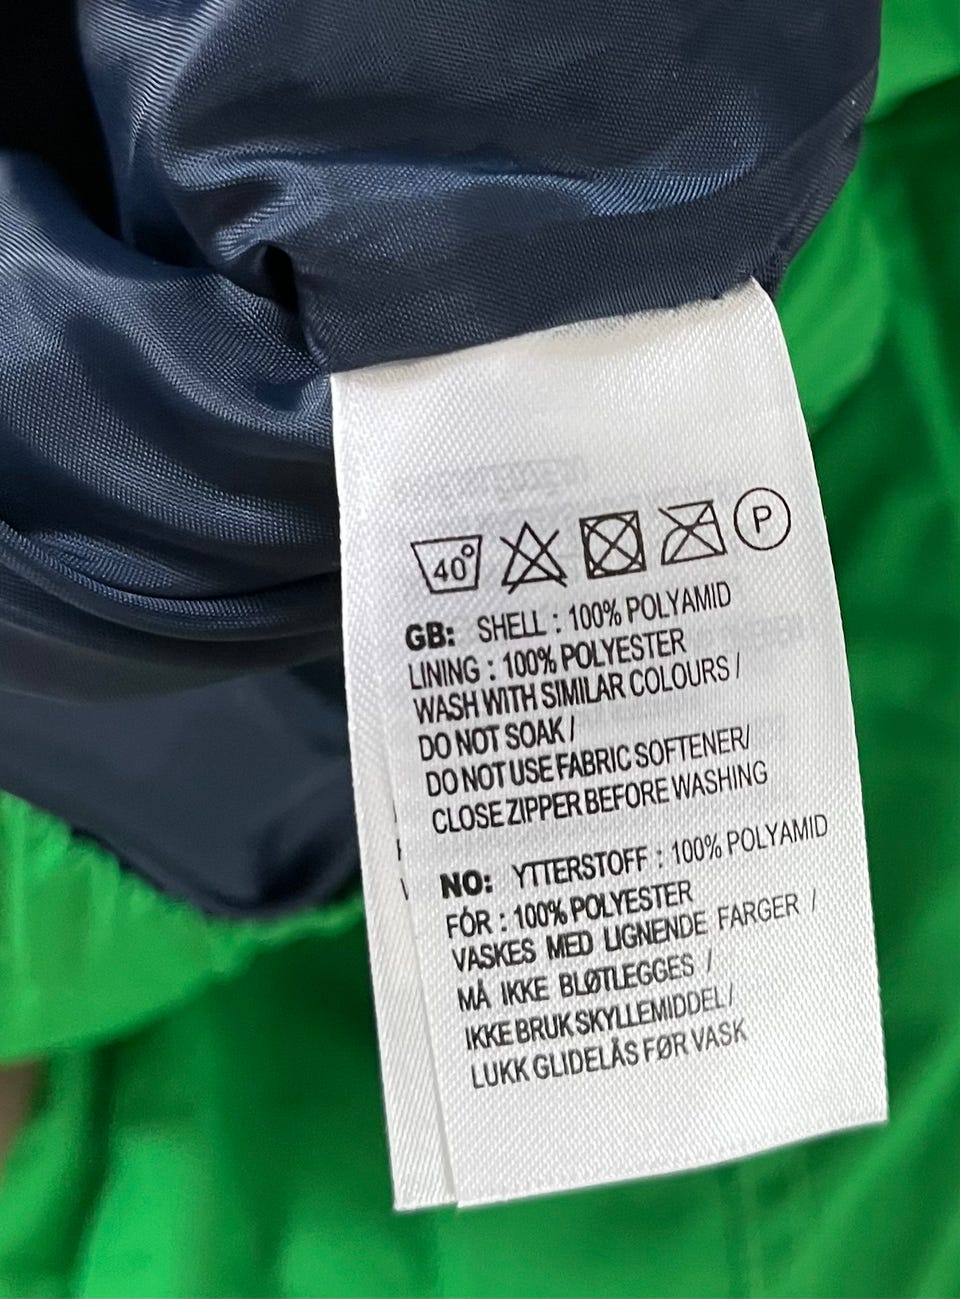 40° P
GB: SHELL : 100% POLYAMID
LINING : 100% POLYESTER
WASH WITH SIMILAR COLOURS /
DO NOT SOAK /
DO NOT USE FABRIC SOFTENER/
CLOSE ZIPPER BEFORE WASHING
NO: YTTERSTOFF : 100% POLYAMID
FÓR : 100% POLYESTER
VASKES MED LIGNENDE FARGER /
MÅ IKKE BLØTLEGGES /
IKKE BRUK SKYLLEMIDDEL/
LUKK GLIDELÅS FØR VASK